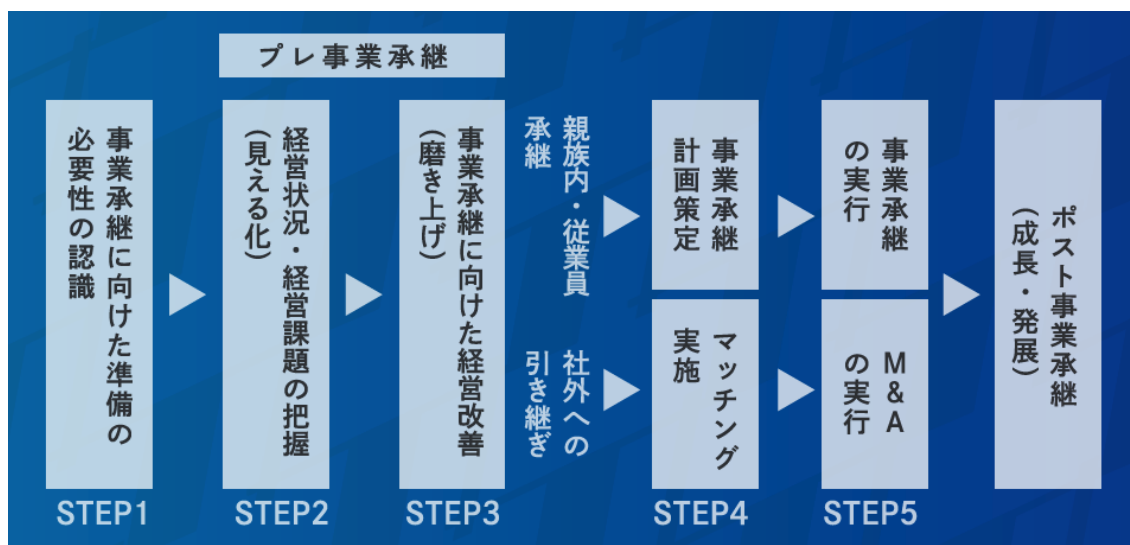 プレ事業承継
事業承継に向けた準備の
必要性の認識
STEP1
経営状況・経営課題の把握
(見える化)
STEP2
事業承継に向けた経営改善
(磨き上げ)
STEP3
親族内・従業員
承継
社外への
引き継ぎ
事業承継
計画策定
マッチング
実施
STEP4
事業承継
の実行
M&A
の実行
STEP5
ポスト事業承継
(成長・発展)